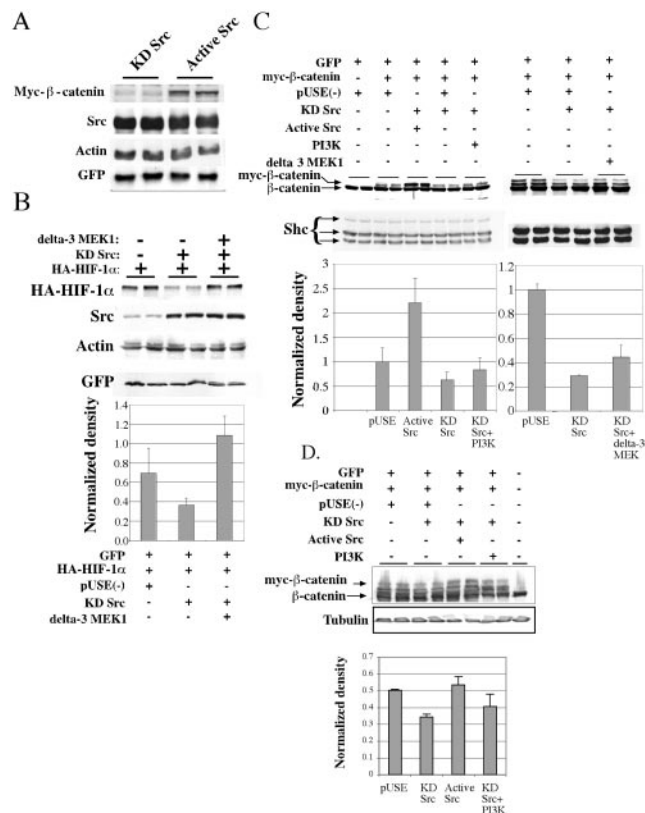 A
KD Src
Active Src
Myc-β-catenin
Src
Actin
GFP
B
delta-3 MEK1: - - +
KD Src: - + +
HA-HIF-1α: + + +
HA-HIF-1α
Src
Actin
GFP
Normalized density
1.4
1.2
1.0
0.8
0.6
0.4
0.2
0.0
GFP + + +
HA-HIF-1α + + +
pUSE(-) + - -
KD Src - + +
delta-3 MEK1 - - +
C
GFP + + + + + + + + +
myc-β-catenin - + + + + + + +
pUSE(-) + + - + - + + -
KD Src - - + + + - + +
Active Src - - + - - - - -
PI3K - - - - + - - -
delta 3 MEK1 - - - - - - - +
myc-β-catenin
β-catenin
Shc
Normalized density
3
2.5
2
1.5
1
0.5
0
pUSE
Active Src
KD Src
KD Src+ PI3K
1.2
1
0.8
0.6
0.4
0.2
0
pUSE
KD Src
KD Src+ delta-3 MEK
D.
GFP + + + + -
myc-β-catenin + + + + -
pUSE(-) + + - - -
KD Src - + + + -
Active Src - - + - -
PI3K - - - + -
myc-β-catenin
β-catenin
Tubulin
Normalized density
0.7
0.6
0.5
0.4
0.3
0.2
0.1
0
pUSE
KD Src
Active Src
KD Src+ PI3K